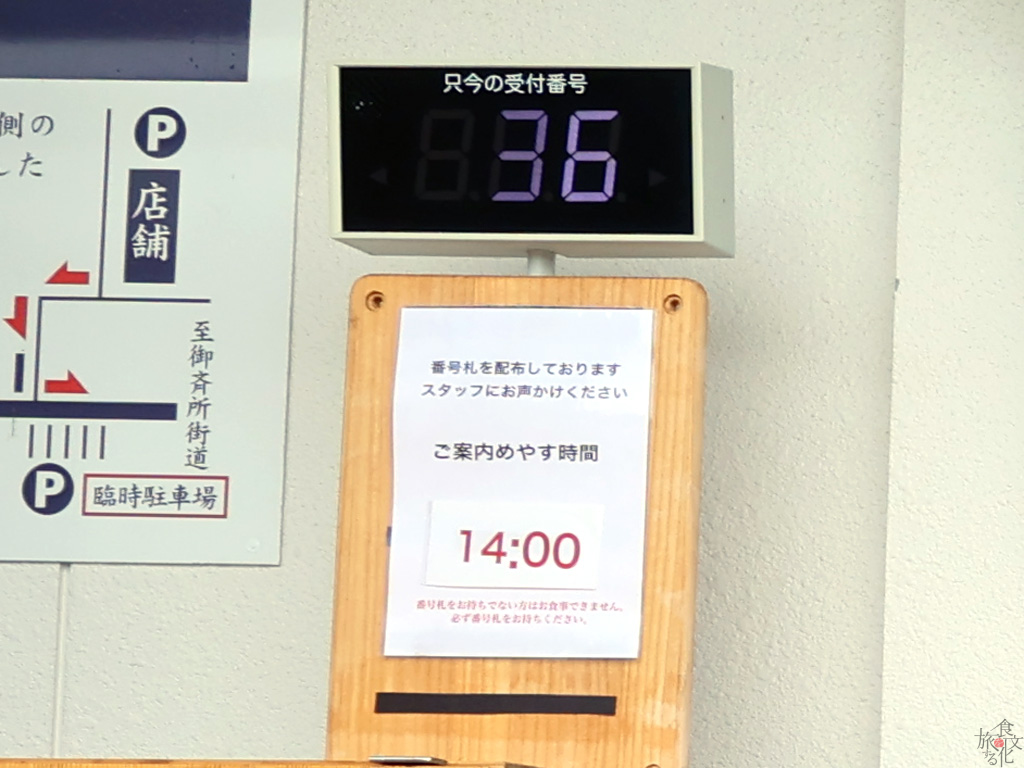 側の
した
P
店舗
至御斉所街道
P
臨時駐車場
只今の受付番号
36
番号札を配布しております
スタッフにお声かけください
ご案内めやす時間
14:00
番号札をお持ちでない方はお食事できません。
必ず番号札をお持ちください。
食
旅 文
する化